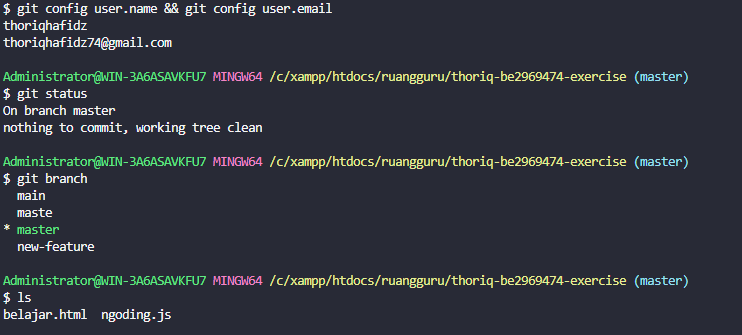 $ git config user.name && git config user.email
thoriqhafidz
thoriqhafidz74@gmail.com
Administrator@WIN-3A6ASAVKFU7 MINGW64 /c/xampp/htdocs/ruangguru/thoriq-be2969474-exercise (master)
$ git status
On branch master
nothing to commit, working tree clean
Administrator@WIN-3A6ASAVKFU7 MINGW64 /c/xampp/htdocs/ruangguru/thoriq-be2969474-exercise (master)
$ git branch
main
maste
* master
new-feature
Administrator@WIN-3A6ASAVKFU7 MINGW64 /c/xampp/htdocs/ruangguru/thoriq-be2969474-exercise (master)
$ ls
belajar.html ngoding.js